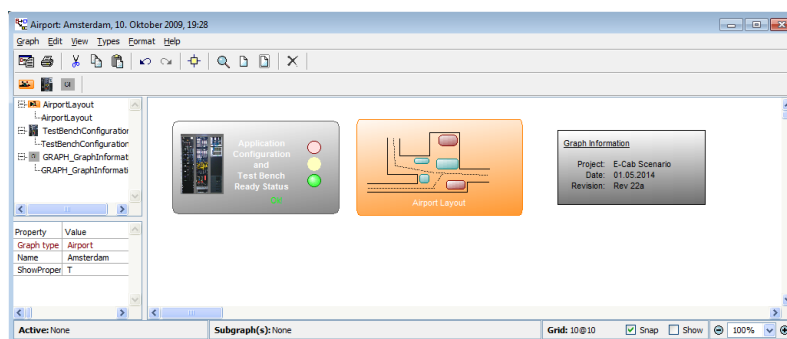 Airport: Amsterdam, 10. Oktober 2009, 19:28
Graph Edit View Types Format Help
AirportLayout
AirportLayout
TestBenchConfiguration
TestBenchConfiguration
GRAPH_GraphInformat
GRAPH_GraphInformati
Property Value
Graph type Airport
Name Amsterdam
ShowProper T
Application
Configuration
and
Test Bench
Ready Status
Airport Layout
Graph Information
Project: E-Cab Scenario
Date: 01.05.2014
Revision: Rev 22a
Active: None
Subgraph(s): None
Grid: 10@10
Snap
Show
100%